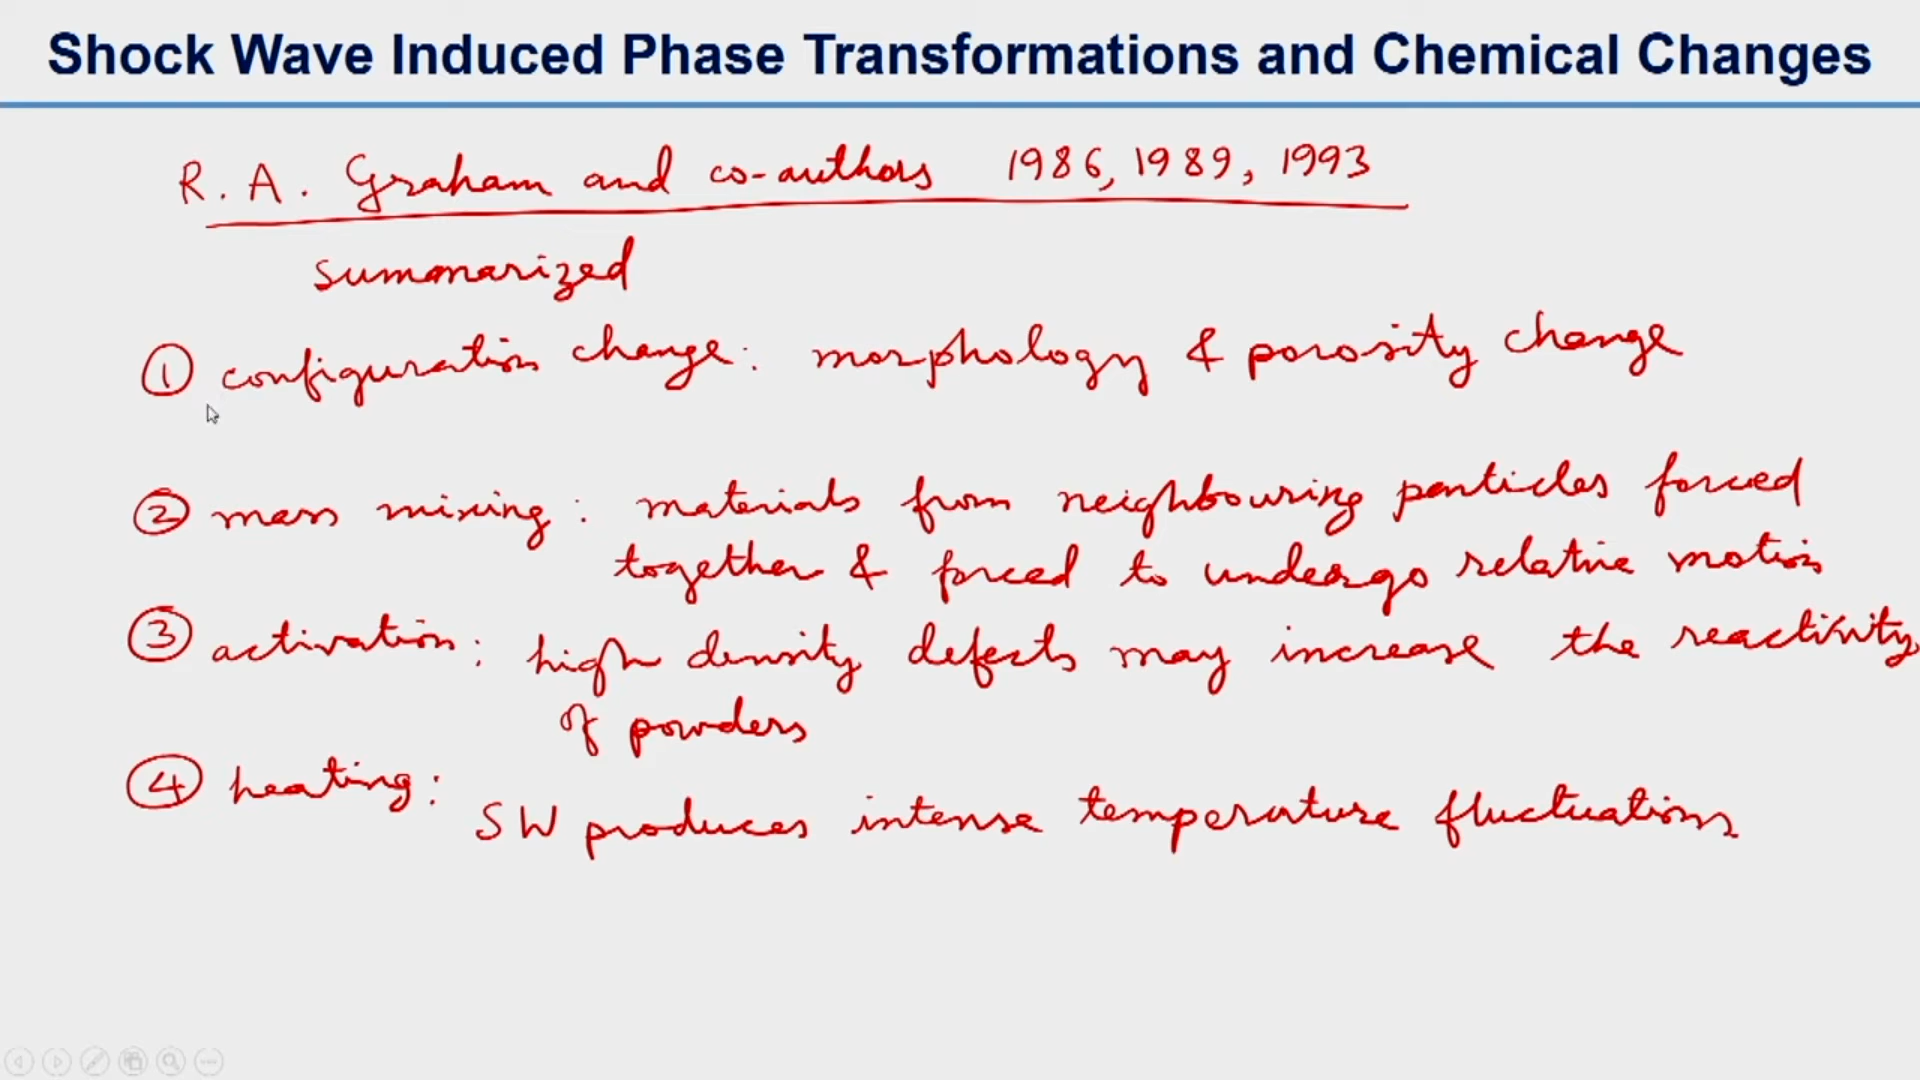 Shock Wave Induced Phase Transformations and Chemical Changes
R. A. Graham and co-authors 1986, 1989, 1993
summarized
① configuration change: morphology & porosity change
② mass mixing: materials from neighbouring particles forced
together & forced to undergo relative motion
③ activation: high density defects may increase the reactivity
of powders
④ heating:
SW produces intense temperature fluctuations